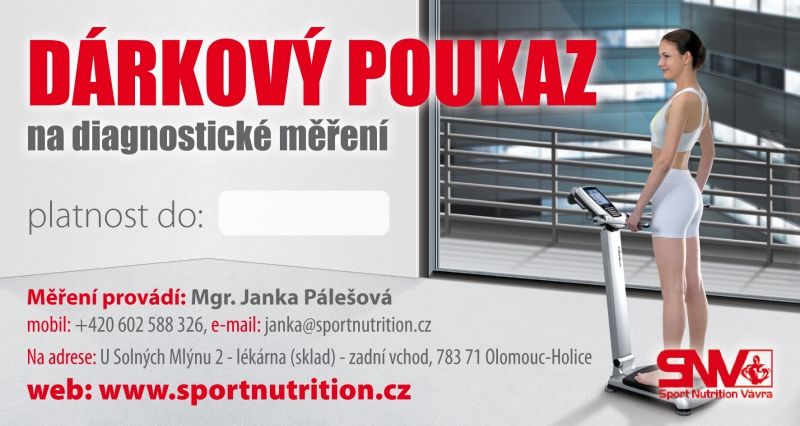 DÁRKOVÝ POUKAZ
na diagnostické měření
platnost do:
Měření provádí: Mgr. Janka Pálešová
mobil: +420 602 588 326, e-mail: janka@sportnutrition.cz
Na adrese: U Solných Mlýnu 2 - lékárna (sklad) - zadní vchod, 783 71 Olomouc-Holice
web: www.sportnutrition.cz
SNV
Sport Nutrition Vávra